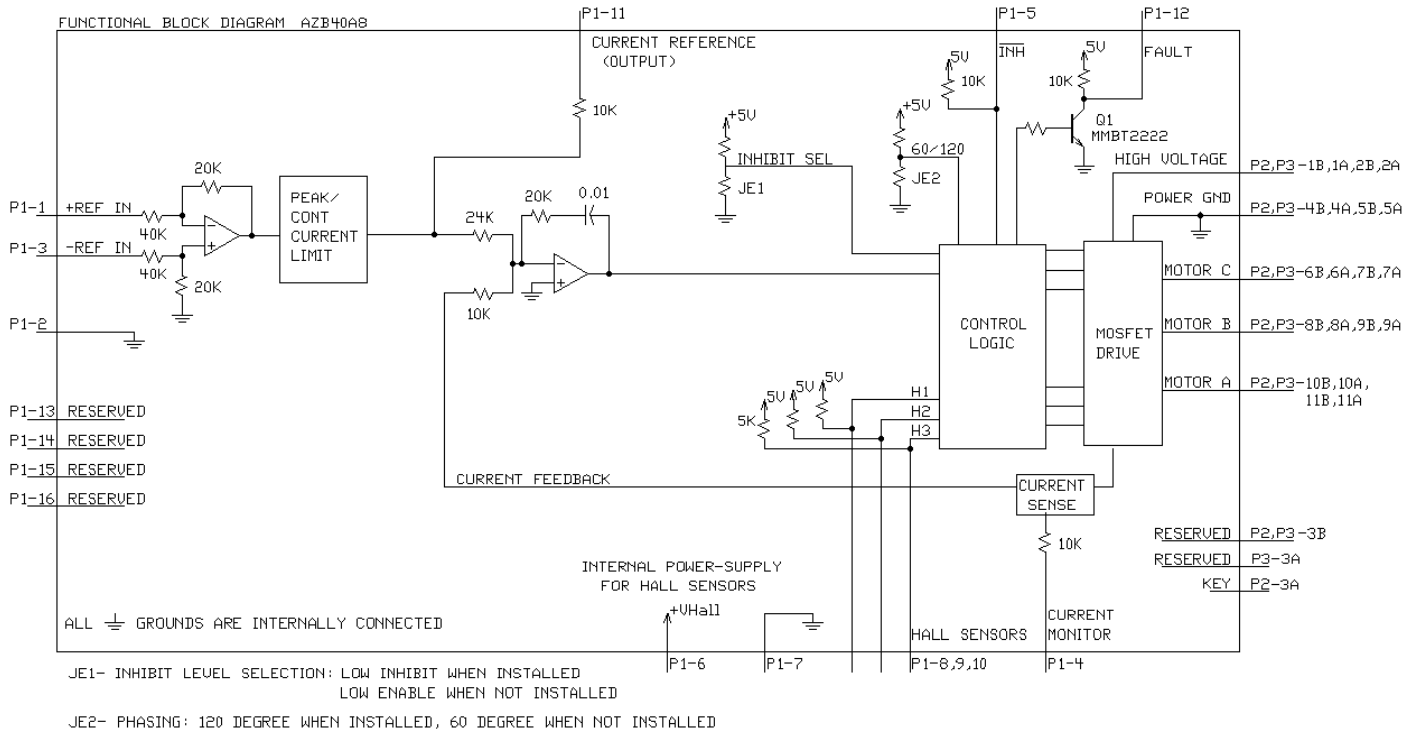 FUNCTIONAL BLOCK DIAGRAM AZB40A8
P1-11
P1-5
P1-12
CURRENT REFERENCE
(OUTPUT)
INH
FAULT
5V
10K
5V
10K
10K
+5V
+5V
Q1
MMBT2222
INHIBIT SEL
60/120
JE1
JE2
HIGH VOLTAGE
P2,P3-1B,1A,2B,2A
POWER GND
P2,P3-4B,4A,5B,5A
20K
P1-1
+REF IN
40K
P1-3
-REF IN
40K
20K
PEAK/
CONT
CURRENT
LIMIT
24K
20K
0.01
10K
P1-2
CONTROL
LOGIC
MOSFET
DRIVE
MOTOR C
P2,P3-6B,6A,7B,7A
MOTOR B
P2,P3-8B,8A,9B,9A
MOTOR A
P2,P3-10B,10A,
11B,11A
5V
5V
5V
5K
H1
H2
H3
P1-13 RESERVED
P1-14 RESERVED
P1-15 RESERVED
P1-16 RESERVED
CURRENT FEEDBACK
CURRENT
SENSE
10K
RESERVED P2,P3-3B
RESERVED P3-3A
KEY P2-3A
INTERNAL POWER-SUPPLY
FOR HALL SENSORS
+VHall
ALL GROUNDS ARE INTERNALLY CONNECTED
HALL SENSORS
CURRENT
MONITOR
P1-6
P1-7
P1-8,9,10
P1-4
JE1- INHIBIT LEVEL SELECTION: LOW INHIBIT WHEN INSTALLED
LOW ENABLE WHEN NOT INSTALLED
JE2- PHASING: 120 DEGREE WHEN INSTALLED, 60 DEGREE WHEN NOT INSTALLED